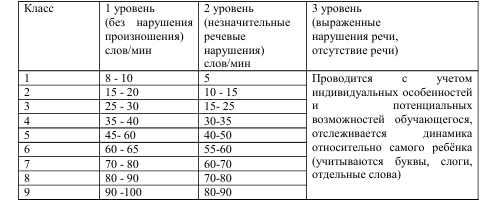 Класс 1 уровень 2 уровень 3 уровень
(без нарушения (незначительные (выраженные
произношения) речевые нарушения речи,
слов/мин нарушения) отсутствие речи)
слов/мин
1 8 - 10 5 Проводится с учетом
2 15 - 20 10 - 15 индивидуальных особенностей
3 25 - 30 15- 25 и потенциальных
4 35 - 40 30-35 возможностей обучающегося,
5 45- 60 40-50 отслеживается динамика
6 60 - 65 55-60 относительно самого ребёнка
7 70 - 80 60-70 (учитываются буквы, слоги,
8 80 - 90 70-80 отдельные слова)
9 90 -100 80-90